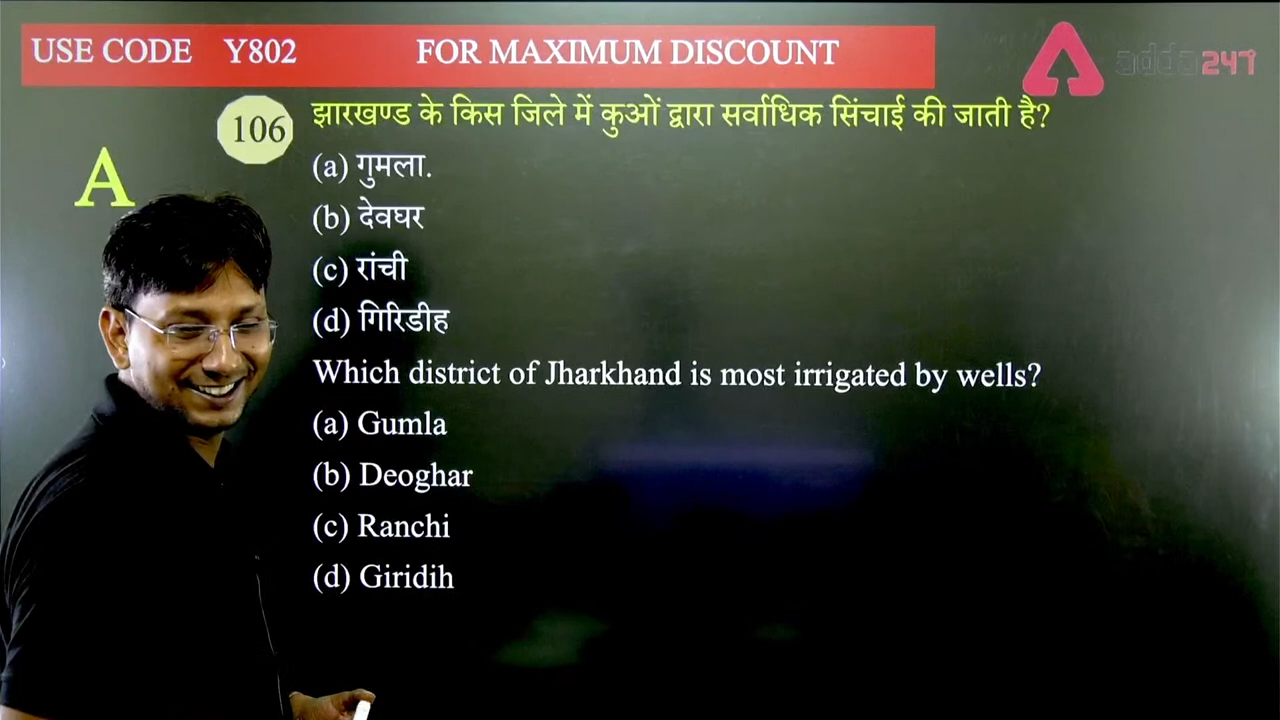 USE CODE Y802 FOR MAXIMUM DISCOUNT
adda247
106 झारखण्ड के किस जिले में कुओं द्वारा सर्वाधिक सिंचाई की जाती है?
A
(a) गुमला.
(b) देवघर
(c) रांची
(d) गिरिडीह
Which district of Jharkhand is most irrigated by wells?
(a) Gumla
(b) Deoghar
(c) Ranchi
(d) Giridih